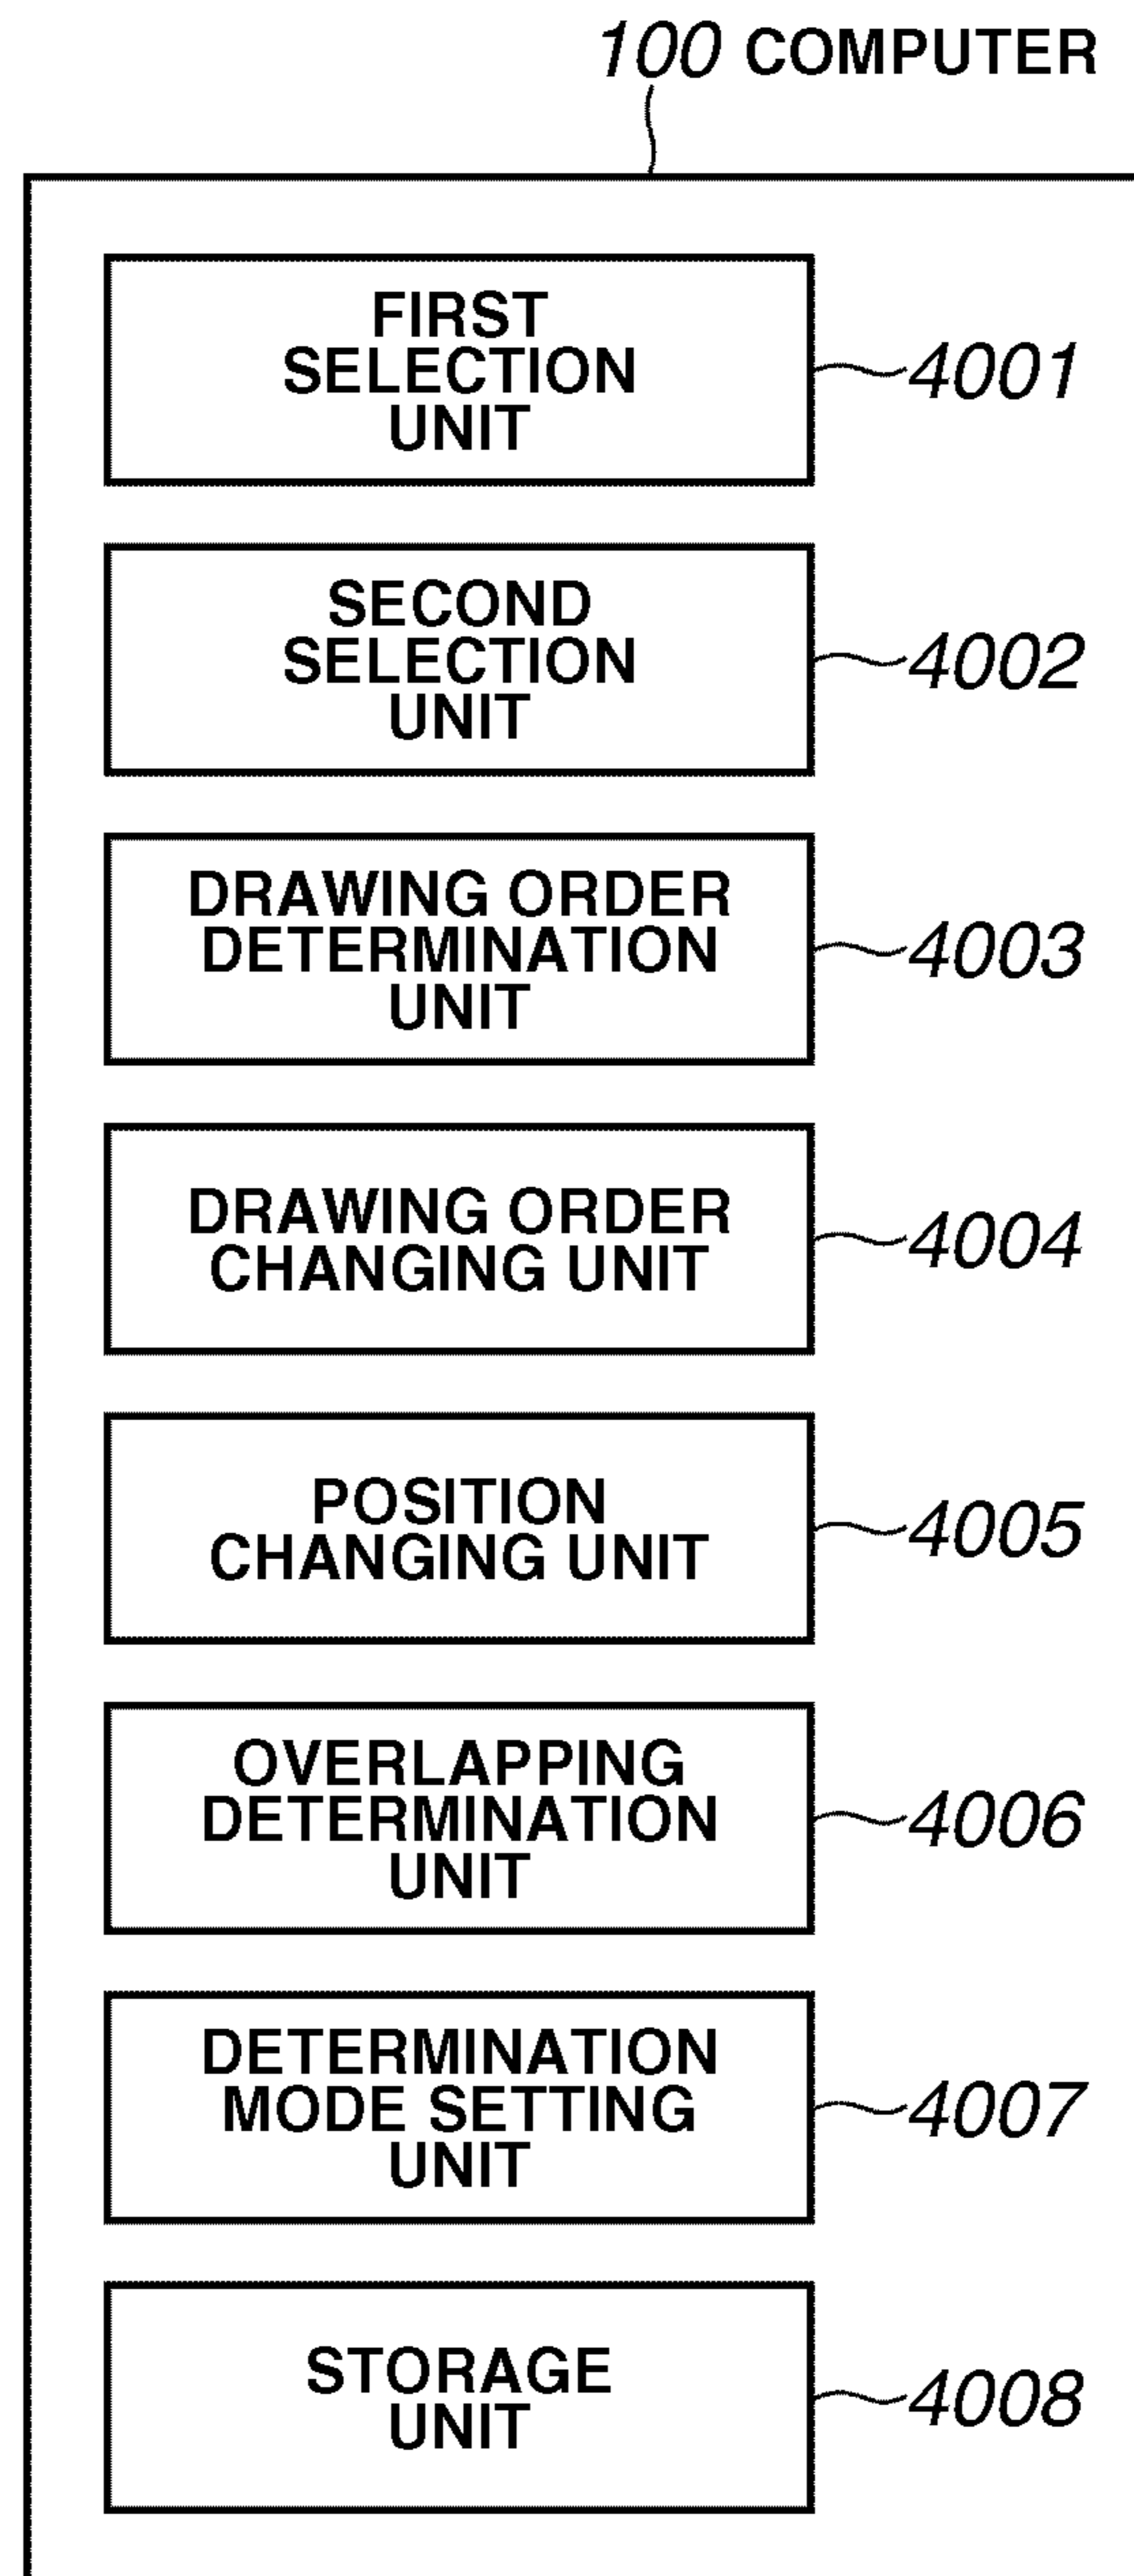 100 COMPUTER
FIRST
SELECTION
UNIT
4001
SECOND
SELECTION
UNIT
4002
DRAWING ORDER
DETERMINATION
UNIT
4003
DRAWING ORDER
CHANGING UNIT
4004
POSITION
CHANGING UNIT
4005
OVERLAPPING
DETERMINATION
UNIT
4006
DETERMINATION
MODE SETTING
UNIT
4007
STORAGE
UNIT
4008